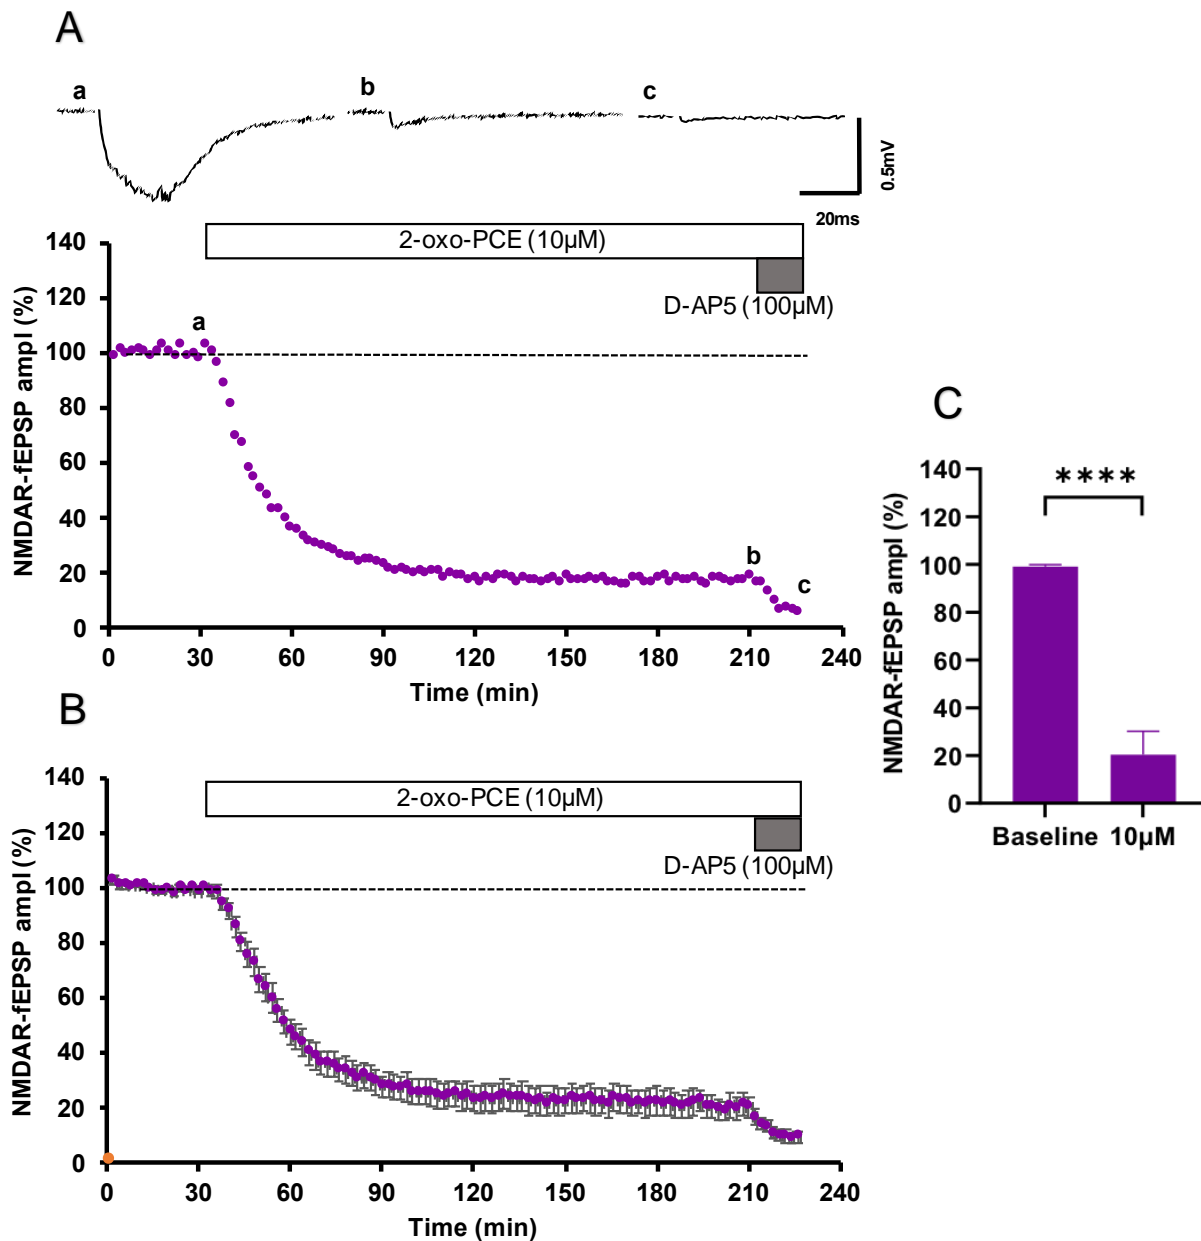 A
a
b
c
0.5mV
20ms
2-oxo-PCE (10µM)
D-AP5 (100µM)
NMDAR-fEPSP ampl (%)
140
120
100
80
60
40
20
0
a
b
c
0 30 60 90 120 150 180 210 240
Time (min)
B
2-oxo-PCE (10µM)
D-AP5 (100µM)
NMDAR-fEPSP ampl (%)
140
120
100
80
60
40
20
0
0 30 60 90 120 150 180 210 240
Time (min)
C
NMDAR-fEPSP ampl (%)
140
120
100
80
60
40
20
0
****
Baseline 10µM